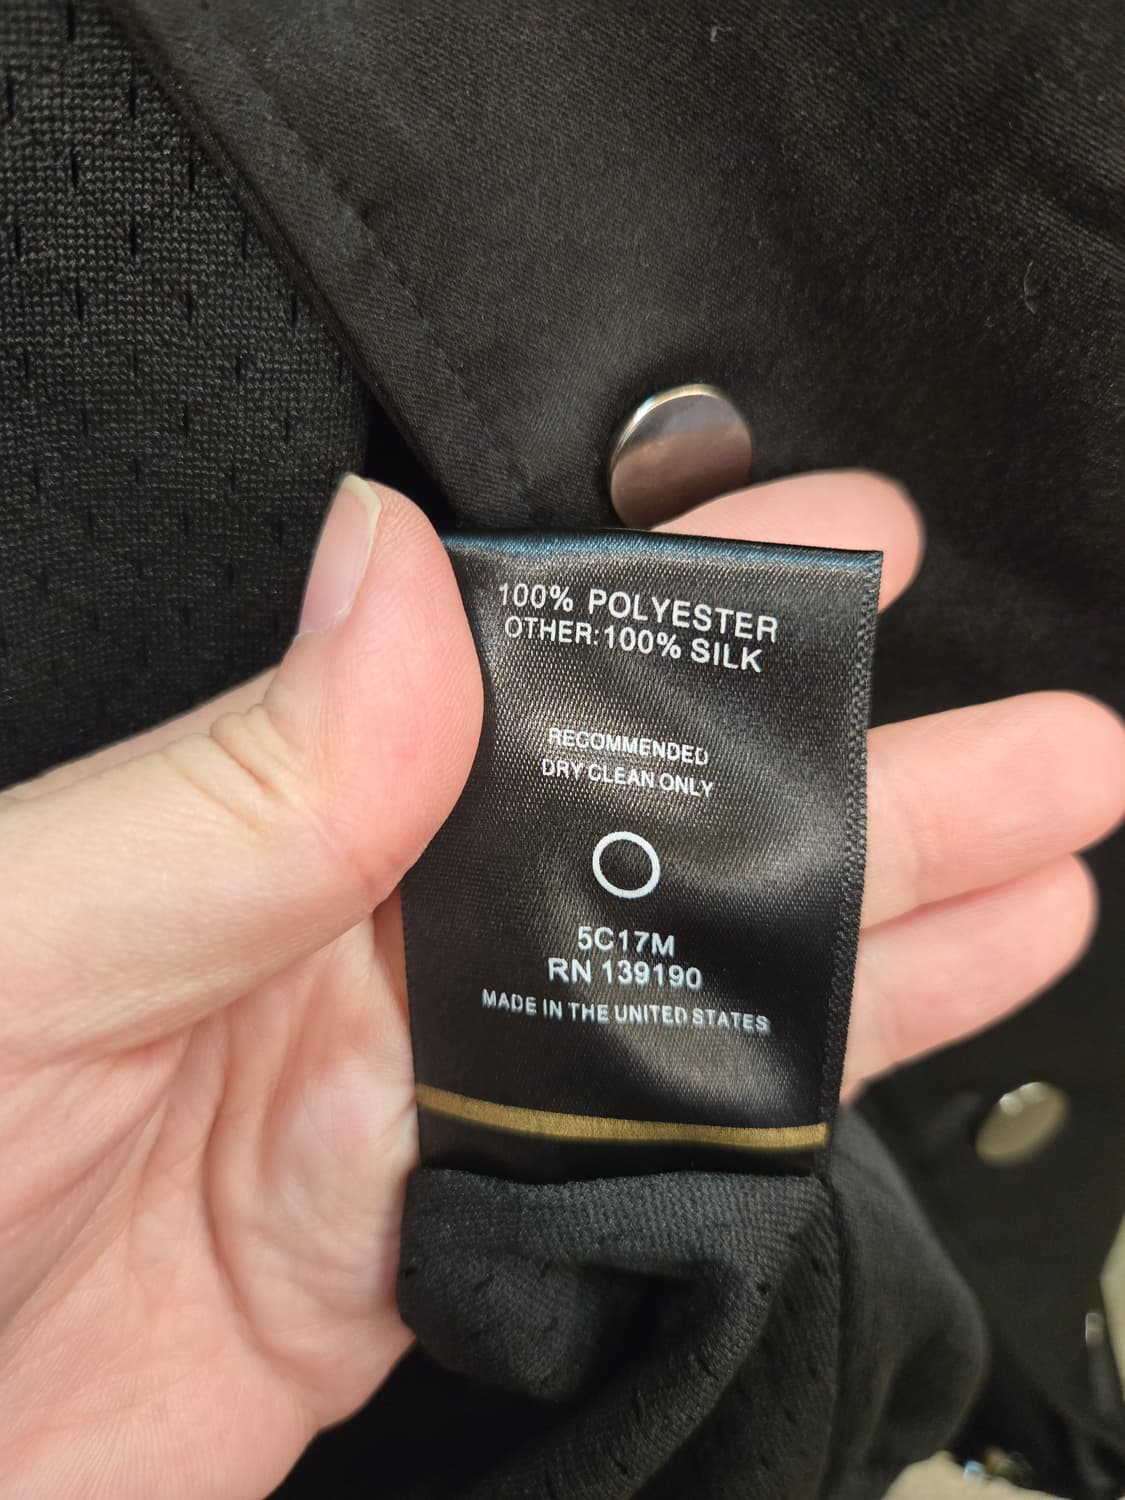 100% POLYESTER
OTHER:100% SILK
RECOMMENDED
DRY CLEAN ONLY
5C17M
RN 139190
MADE IN THE UNITED STATES